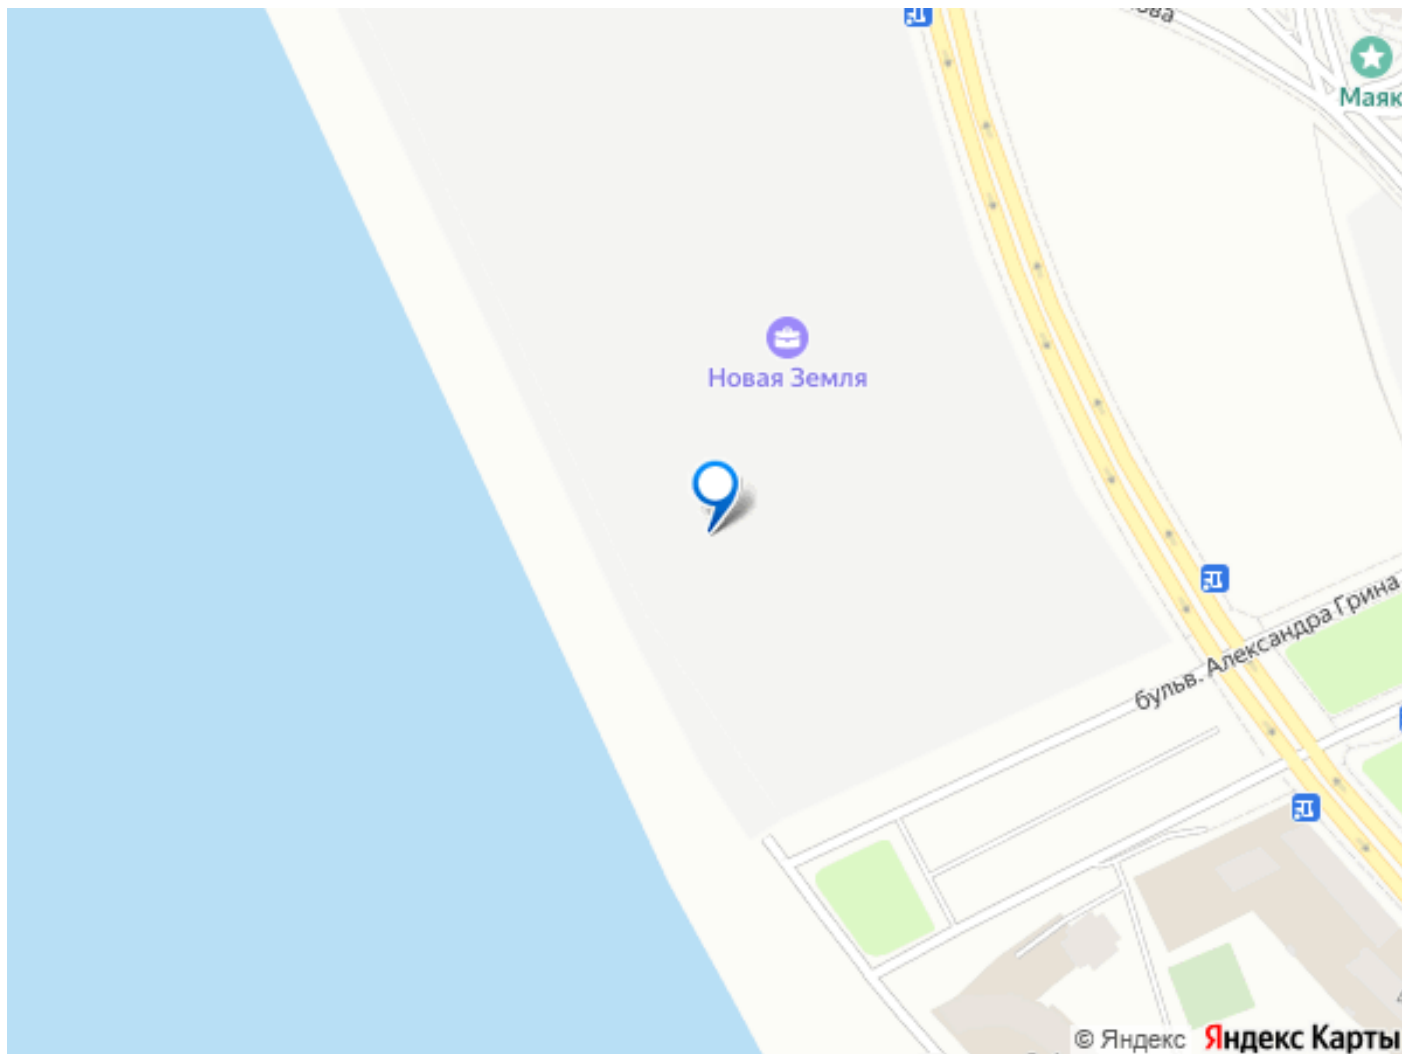 Маяк
Новая Земля
бульв. Александра Грина
© Яндекс Яндекс Карты